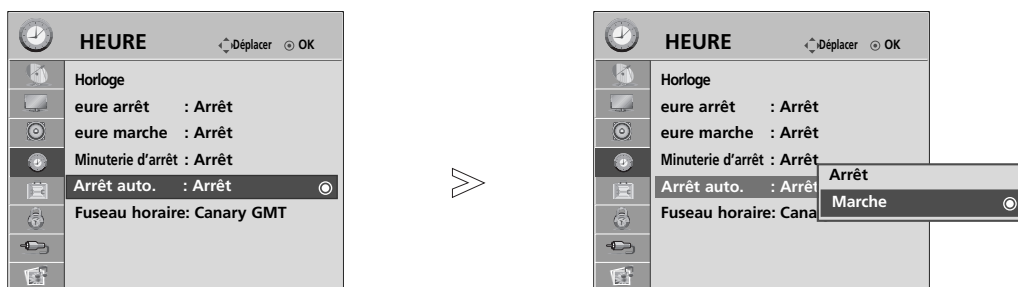 HEURE
Déplacer
OK
Horloge
eure arrêt : Arrêt
eure marche : Arrêt
Minuterie d'arrêt : Arrêt
Arrêt auto. : Arrêt
Fuseau horaire: Canary GMT
HEURE
Déplacer
OK
Horloge
eure arrêt : Arrêt
eure marche : Arrêt
Minuterie d'arrêt : Arrêt
Arrêt auto. : Arrêt
Fuseau horaire: Cana
Arrêt
Marche